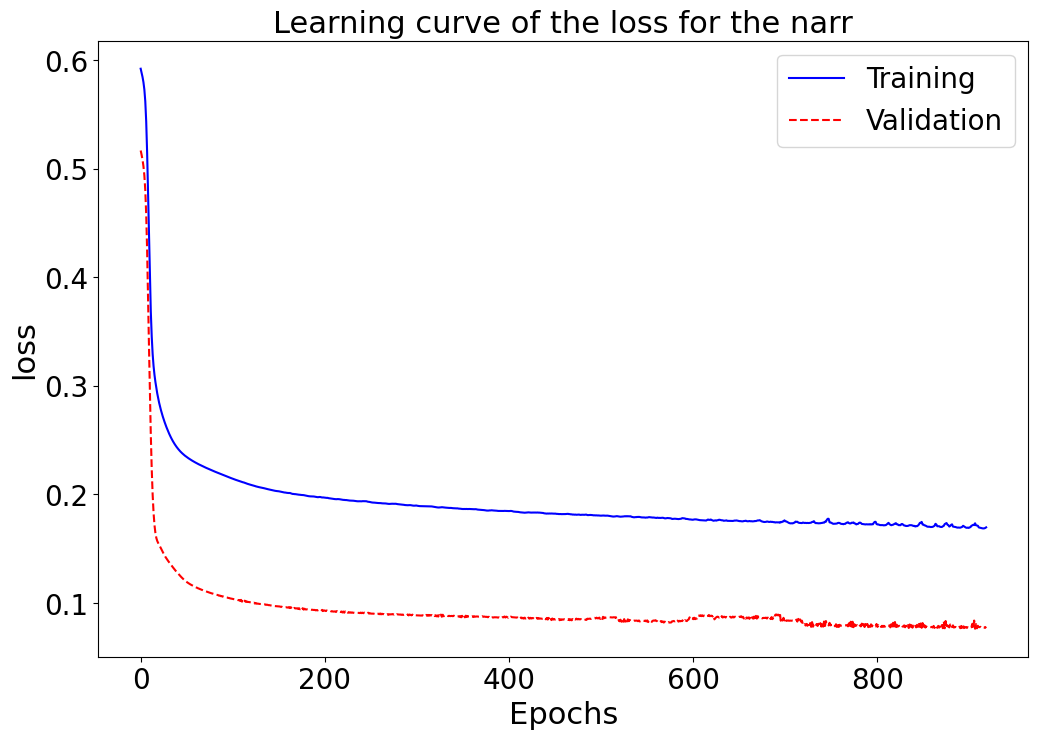 Learning curve of the loss for the narr
Training
Validation
0.6
0.5
0.4
0.3
0.2
0.1
loss
0 200 400 600 800
Epochs